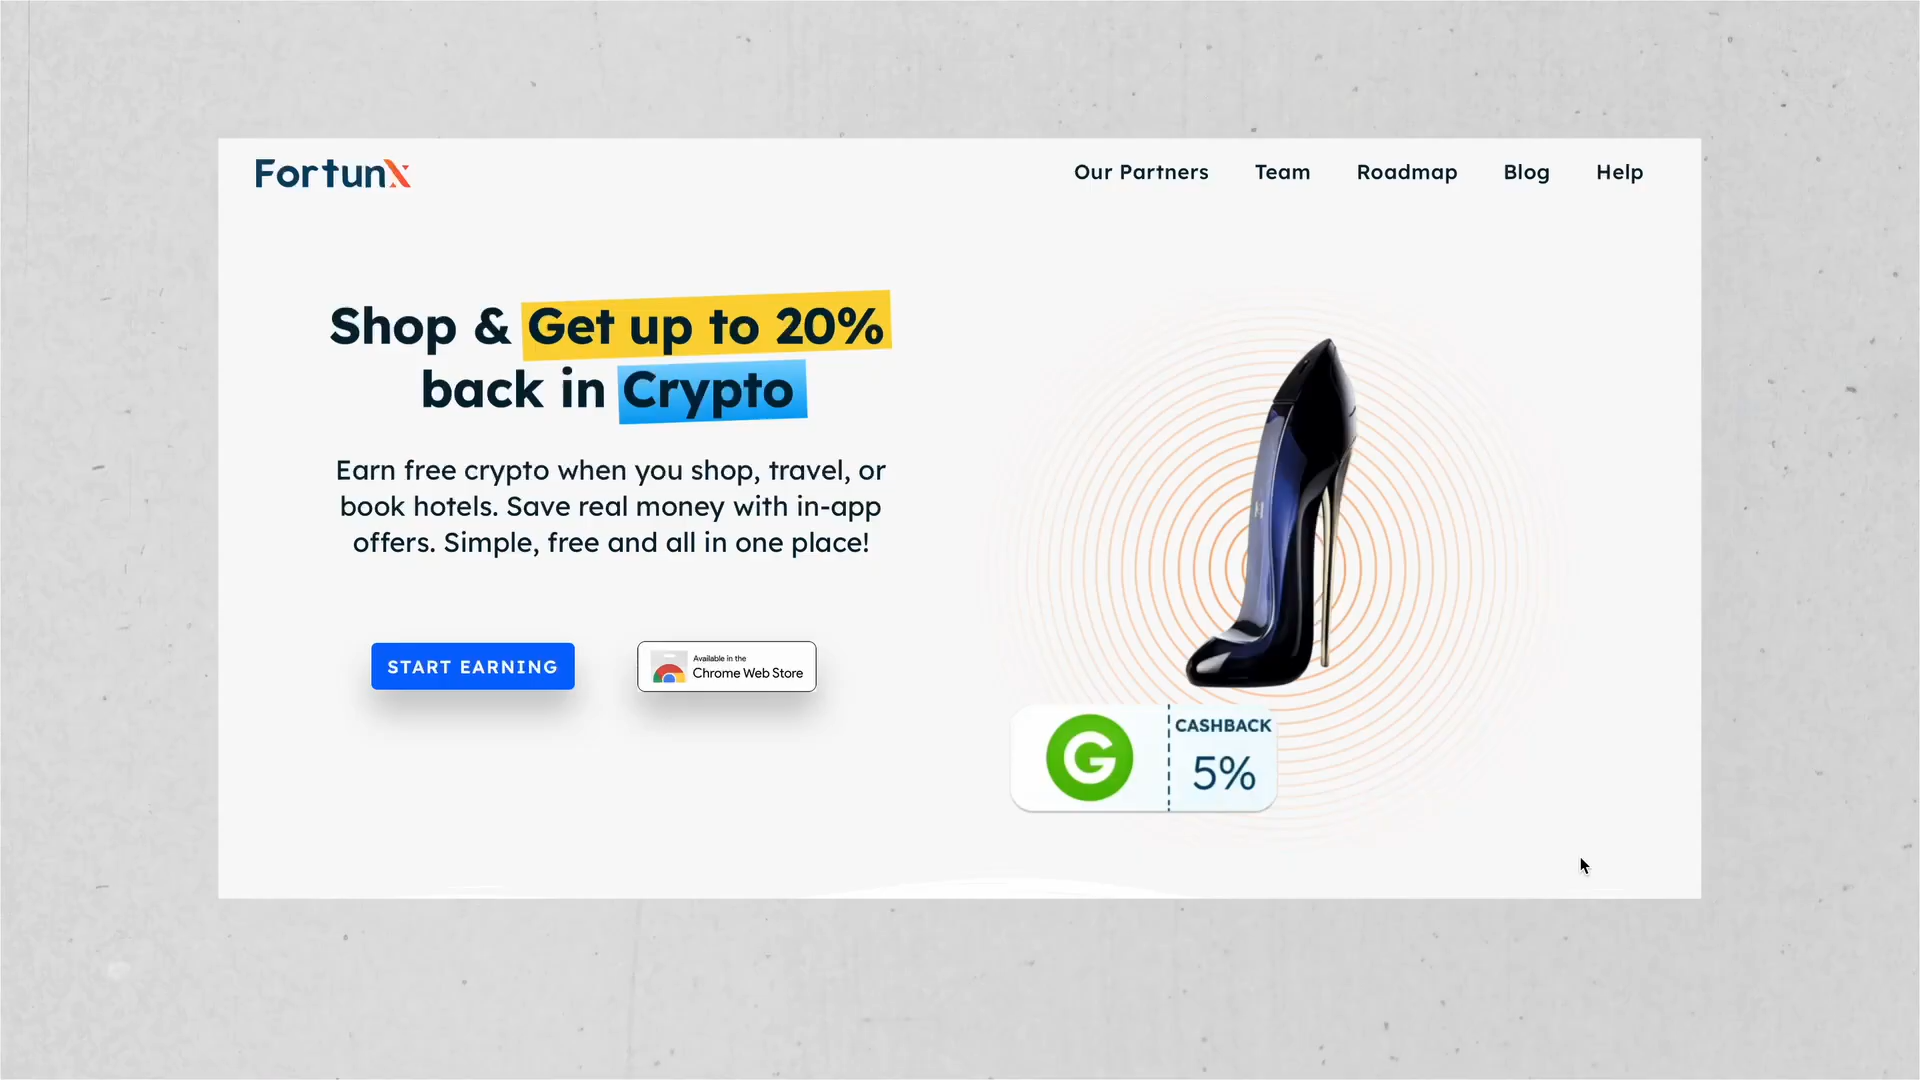 FortunX
Our Partners
Team
Roadmap
Blog
Help
Shop & Get up to 20%
back in Crypto
Earn free crypto when you shop, travel, or
book hotels. Save real money with in-app
offers. Simple, free and all in one place!
START EARNING
Available in the
Chrome Web Store
G
CASHBACK
5%